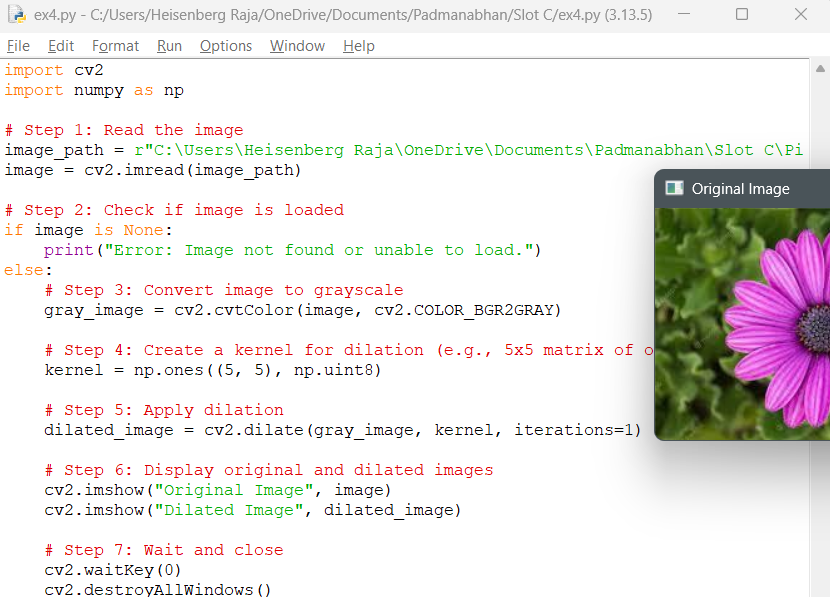 ex4.py - C:/Users/Heisenberg Raja/OneDrive/Documents/Padmanabhan/Slot C/ex4.py (3.13.5)
File Edit Format Run Options Window Help
import cv2
import numpy as np

# Step 1: Read the image
image_path = r"C:\Users\Heisenberg Raja\OneDrive\Documents\Padmanabhan\Slot C\Pi
image = cv2.imread(image_path)
Original Image

# Step 2: Check if image is loaded
if image is None:
    print("Error: Image not found or unable to load.")
else:
    # Step 3: Convert image to grayscale
    gray_image = cv2.cvtColor(image, cv2.COLOR_BGR2GRAY)

    # Step 4: Create a kernel for dilation (e.g., 5x5 matrix of o
    kernel = np.ones((5, 5), np.uint8)

    # Step 5: Apply dilation
    dilated_image = cv2.dilate(gray_image, kernel, iterations=1)

    # Step 6: Display original and dilated images
    cv2.imshow("Original Image", image)
    cv2.imshow("Dilated Image", dilated_image)

    # Step 7: Wait and close
    cv2.waitKey(0)
    cv2.destroyAllWindows()